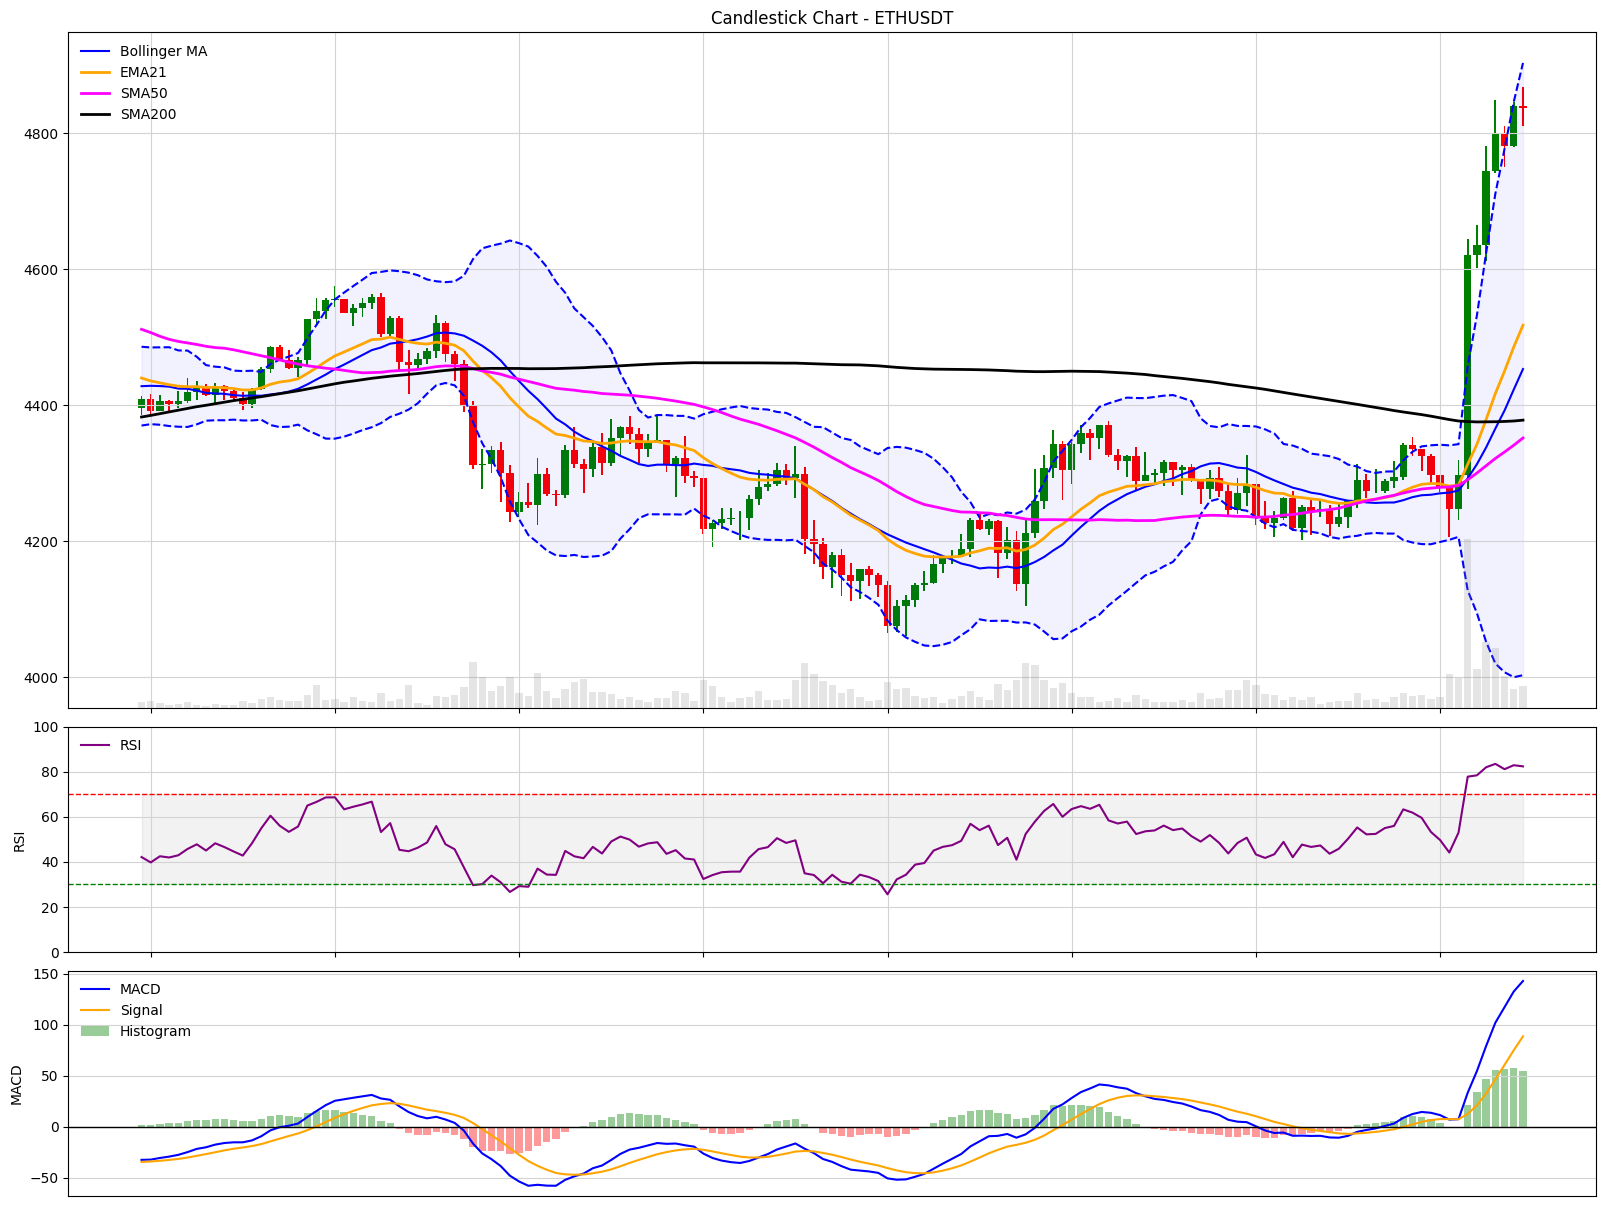 Candlestick Chart - ETHUSDT
Bollinger MA
EMA21
SMA50
SMA200
4800
4600
4400
4200
4000
RSI
100
80
60
40
20
0
RSI
MACD
Signal
Histogram
150
100
50
0
−50
MACD